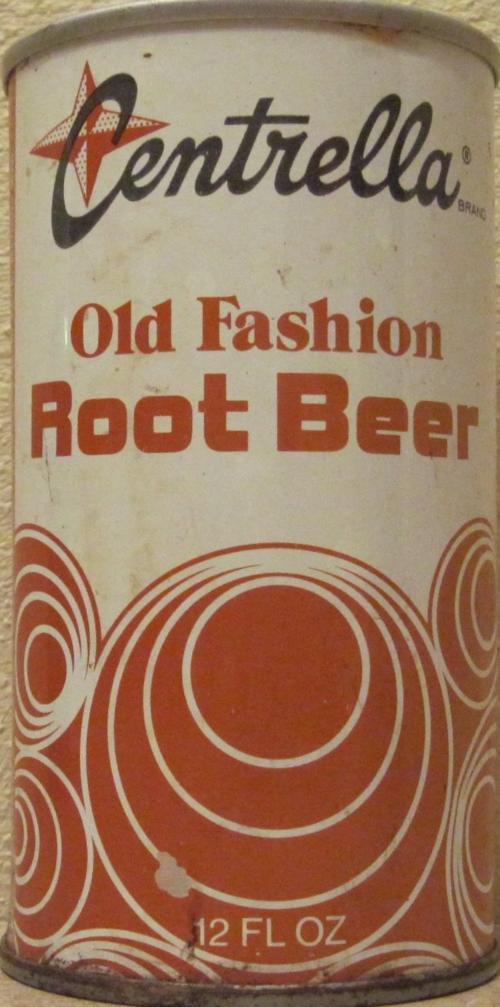 Centrella®
BRAND
Old Fashion
Root Beer
12 FL OZ